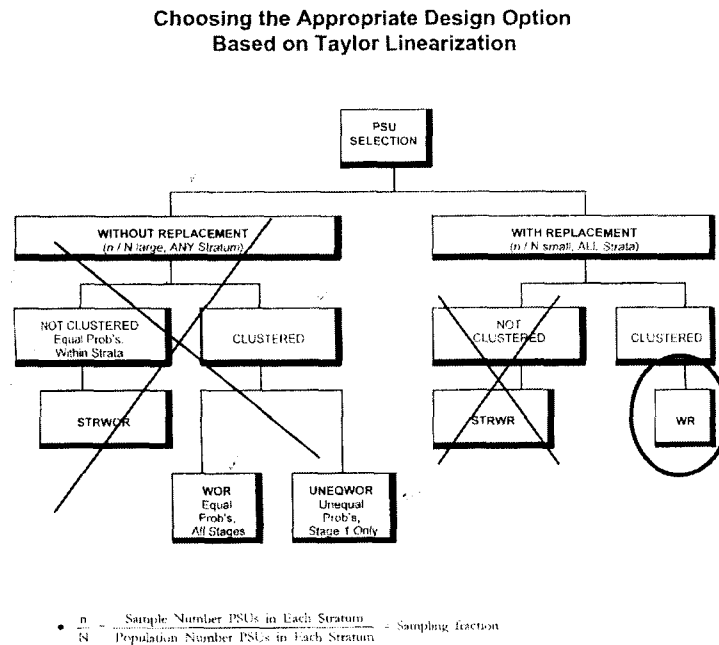 Choosing the Appropriate Design Option
Based on Taylor Linearization
PSU
SELECTION
WITHOUT REPLACEMENT
(n / N large, ANY Stratum)
WITH REPLACEMENT
(n / N small, ALL Strata)
NOT CLUSTERED
Equal Prob's.
Within Strata
CLUSTERED
NOT
CLUSTERED
CLUSTERED
STRWOR
STRWR
WR
WOR
Equal
Prob's,
All Stages
UNEQWOR
Unequal
Prob's,
Stage 1 Only
• n / N = Sample Number PSUs in Each Stratum / Population Number PSUs in Each Stratum = Sampling fraction